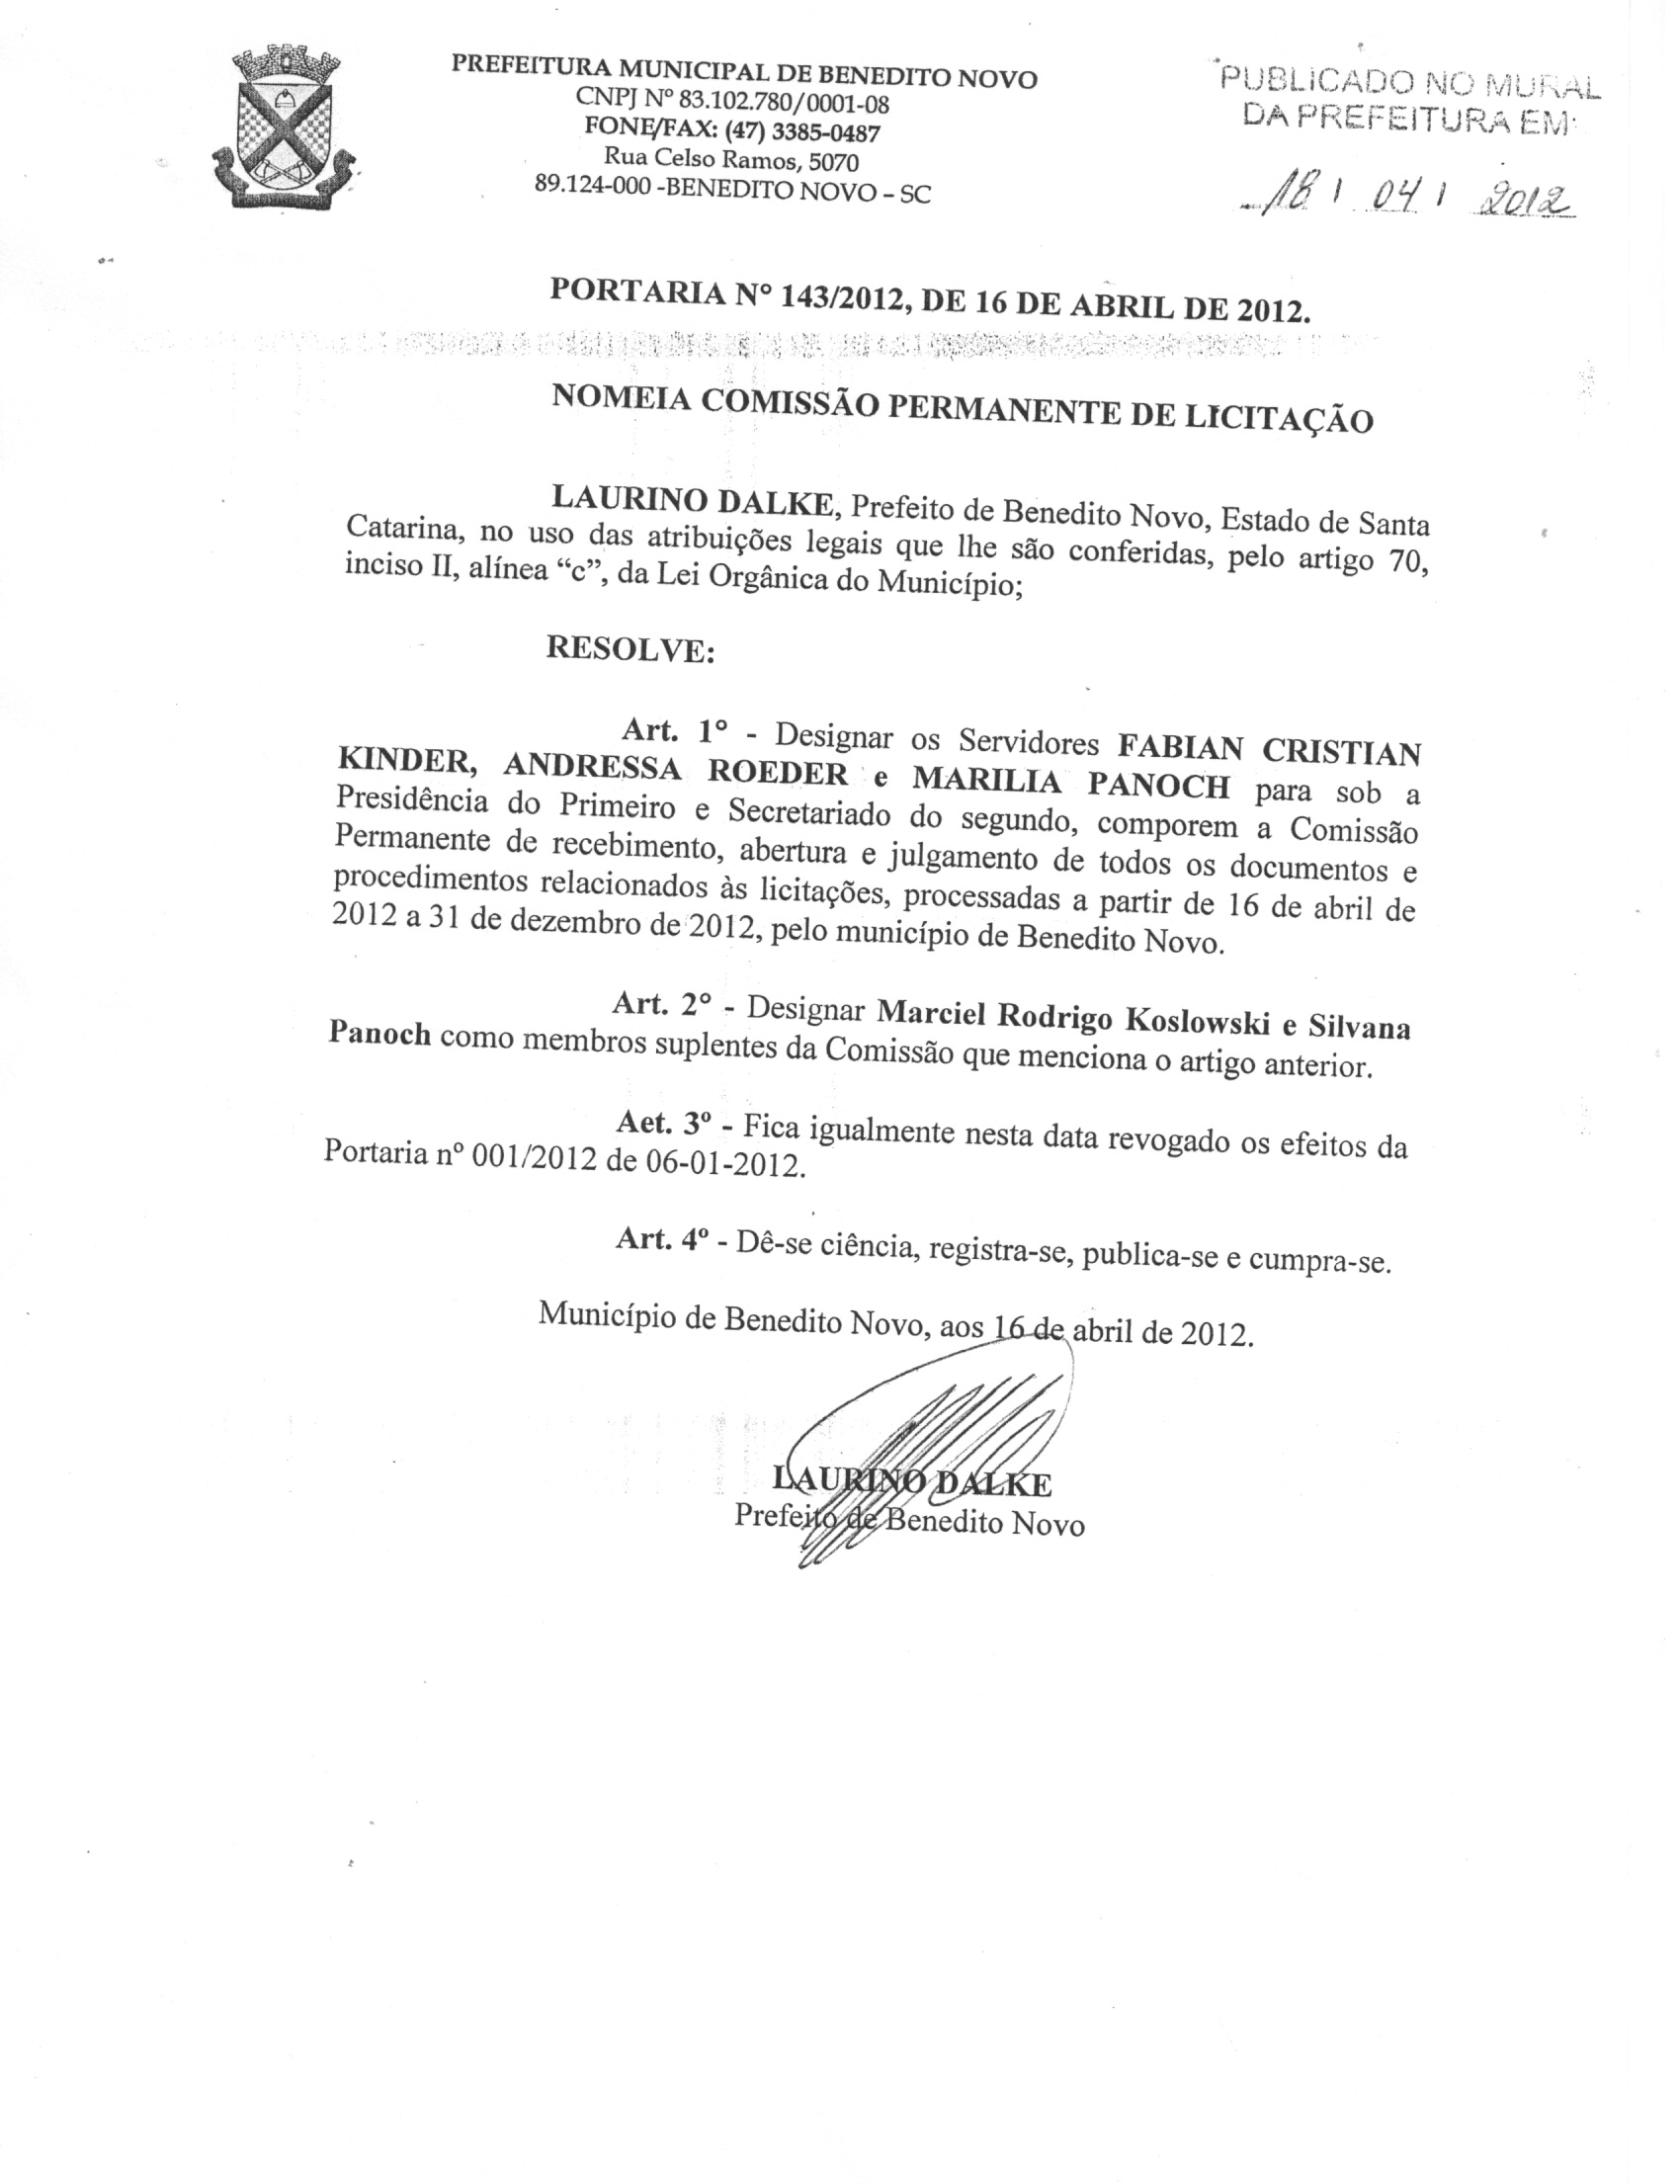 PREFEITURA MUNICIPAL DE BENEDITO NOVO
CNPJ Nº 83.102.780/0001-08
FONE/FAX: (47) 3385-0487
Rua Celso Ramos, 5070
89.124-000 -BENEDITO NOVO – SC
PUBLICADO NO MURAL
DA PREFEITURA EM:
18 / 04 / 2012
PORTARIA Nº 143/2012, DE 16 DE ABRIL DE 2012.
NOMEIA COMISSÃO PERMANENTE DE LICITAÇÃO
LAURINO DALKE, Prefeito de Benedito Novo, Estado de Santa
Catarina, no uso das atribuições legais que lhe são conferidas, pelo artigo 70,
inciso II, alínea “c”, da Lei Orgânica do Município;
RESOLVE:
Art. 1° - Designar os Servidores FABIAN CRISTIAN
KINDER, ANDRESSA ROEDER e MARILIA PANOCH para sob a
Presidência do Primeiro e Secretariado do segundo, comporem a Comissão
Permanente de recebimento, abertura e julgamento de todos os documentos e
procedimentos relacionados às licitações, processadas a partir de 16 de abril de
2012 a 31 de dezembro de 2012, pelo município de Benedito Novo.
Art. 2° - Designar Marciel Rodrigo Koslowski e Silvana
Panoch como membros suplentes da Comissão que menciona o artigo anterior.
Aet. 3º - Fica igualmente nesta data revogado os efeitos da
Portaria nº 001/2012 de 06-01-2012.
Art. 4º - Dê-se ciência, registra-se, publica-se e cumpra-se.
Município de Benedito Novo, aos 16 de abril de 2012.
LAURINO DALKE
Prefeito de Benedito Novo